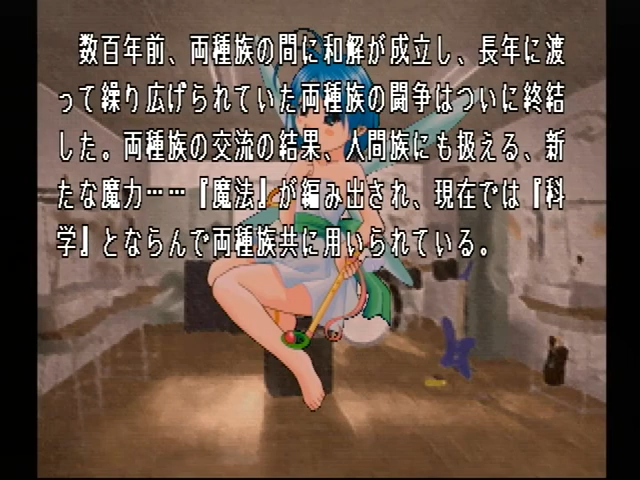 数百年前、両種族の間に和解が成立し、長年に渡
って繰り広げられていた両種族の闘争はついに終結
した。両種族の交流の結果、人間族にも扱える、新
たな魔力……『魔法』が編み出され、現在では『科
学』とならんで両種族共に用いられている。